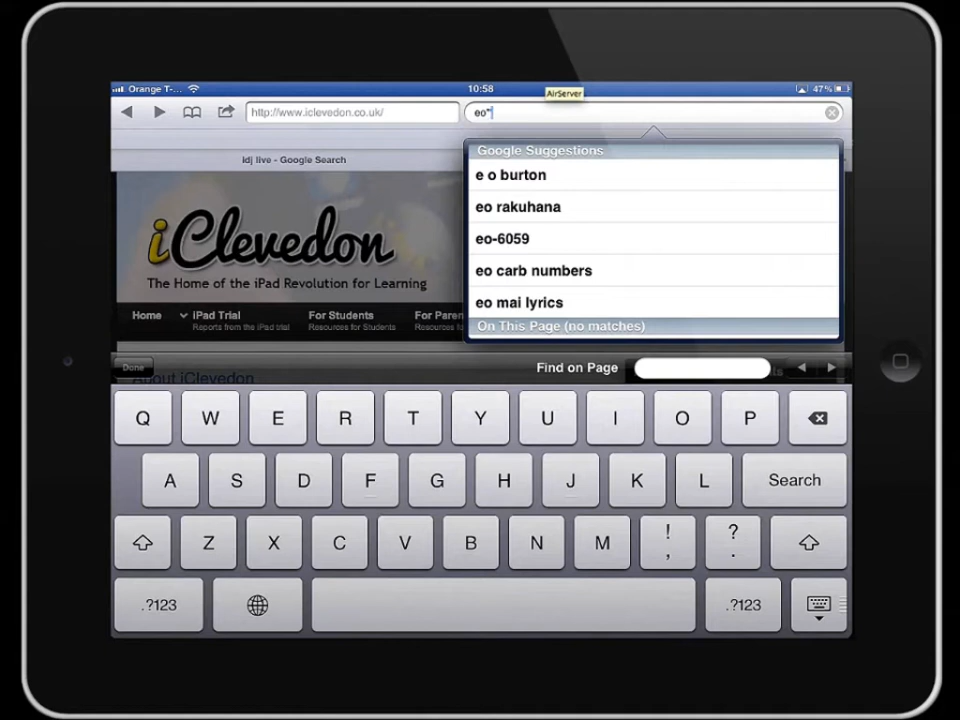 Orange T-... 10:58 47%
AirServer
http://www.iclevedon.co.uk/ eo"
ldj live - Google Search
Google Suggestions
e o burton
eo rakuhana
eo-6059
eo carb numbers
eo mai lyrics
On This Page (no matches)
iClevedon
The Home of the iPad Revolution for Learning
Home iPad Trial For Students For Paren
Reports from the iPad trial Resources for Students Resources f
About iClevedon
Done Find on Page
Q W E R T Y U I O P
A S D F G H J K L Search
Z X C V B N M ! , ? .
.?123 .?123